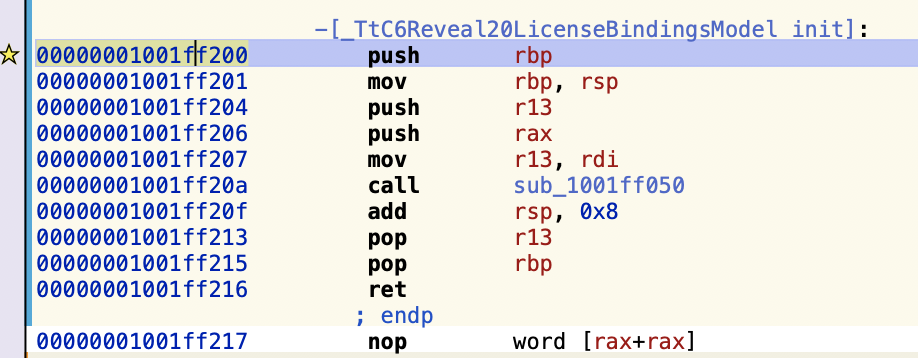 -[_TtC6Reveal20LicenseBindingsModel init]:
00000001001ff200 push rbp
00000001001ff201 mov rbp, rsp
00000001001ff204 push r13
00000001001ff206 push rax
00000001001ff207 mov r13, rdi
00000001001ff20a call sub_1001ff050
00000001001ff20f add rsp, 0x8
00000001001ff213 pop r13
00000001001ff215 pop rbp
00000001001ff216 ret
; endp
00000001001ff217 nop word [rax+rax]